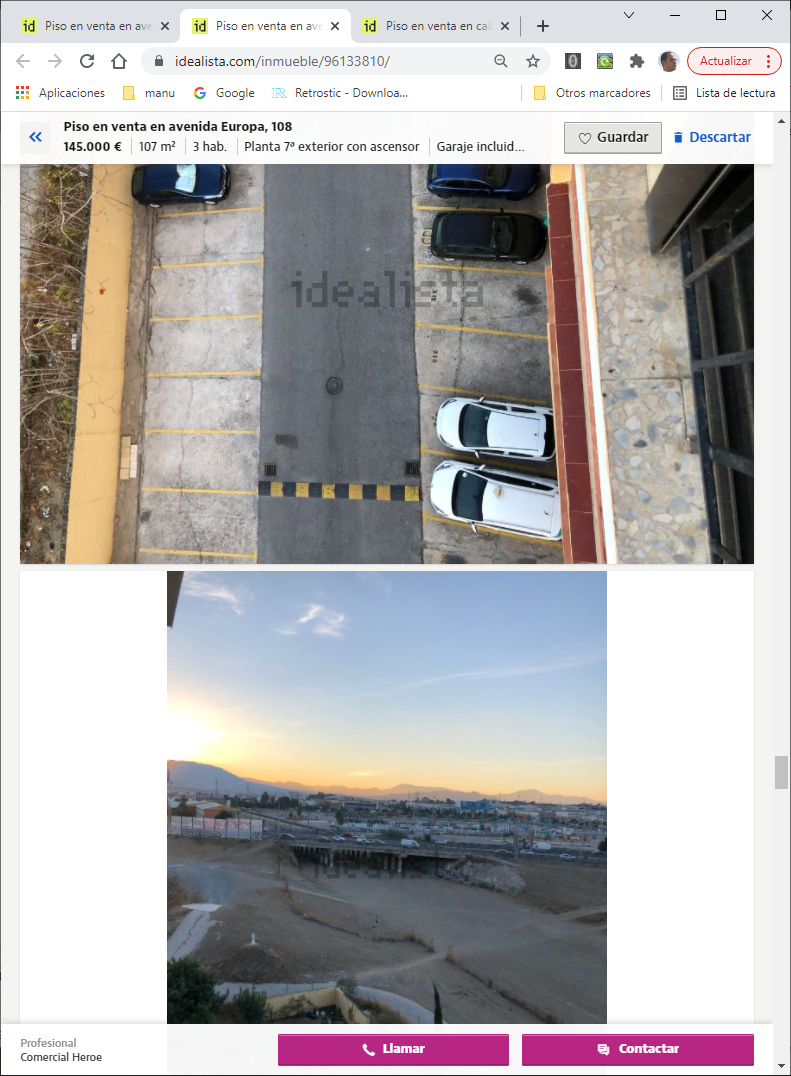 id Piso en venta en ave
id Piso en venta en ave
id Piso en venta en cal
idealista.com/inmueble/96133810/
Actualizar
Aplicaciones
manu
Google
Retrostic - Downloa...
Otros marcadores
Lista de lectura
Piso en venta en avenida Europa, 108
145.000 € 107 m² 3 hab. Planta 7ª exterior con ascensor Garaje incluid...
Guardar
Descartar
idealista
idealista
Profesional
Comercial Heroe
Llamar
Contactar